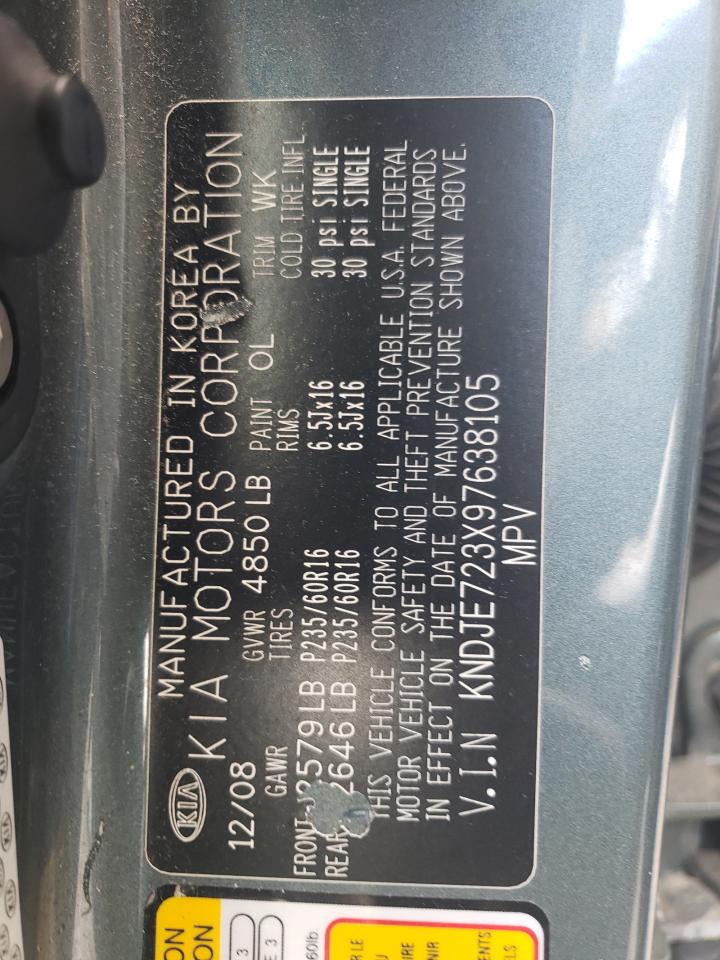 MANUFACTURED IN KOREA BY
KIA KIA MOTORS CORPORATION
12/08 GVWR 4850 LB PAINT OL TRIM WK
GAWR TIRES RIMS COLD TIRE INFL
FRONT 2579 LB P235/60R16 6.5Jx16 30 psi SINGLE
REAR 2646 LB P235/60R16 6.5Jx16 30 psi SINGLE
THIS VEHICLE CONFORMS TO ALL APPLICABLE U.S.A. FEDERAL
MOTOR VEHICLE SAFETY AND THEFT PREVENTION STANDARDS
IN EFFECT ON THE DATE OF MANUFACTURE SHOWN ABOVE.
V.I.N KNDJE723X97638105
MPV